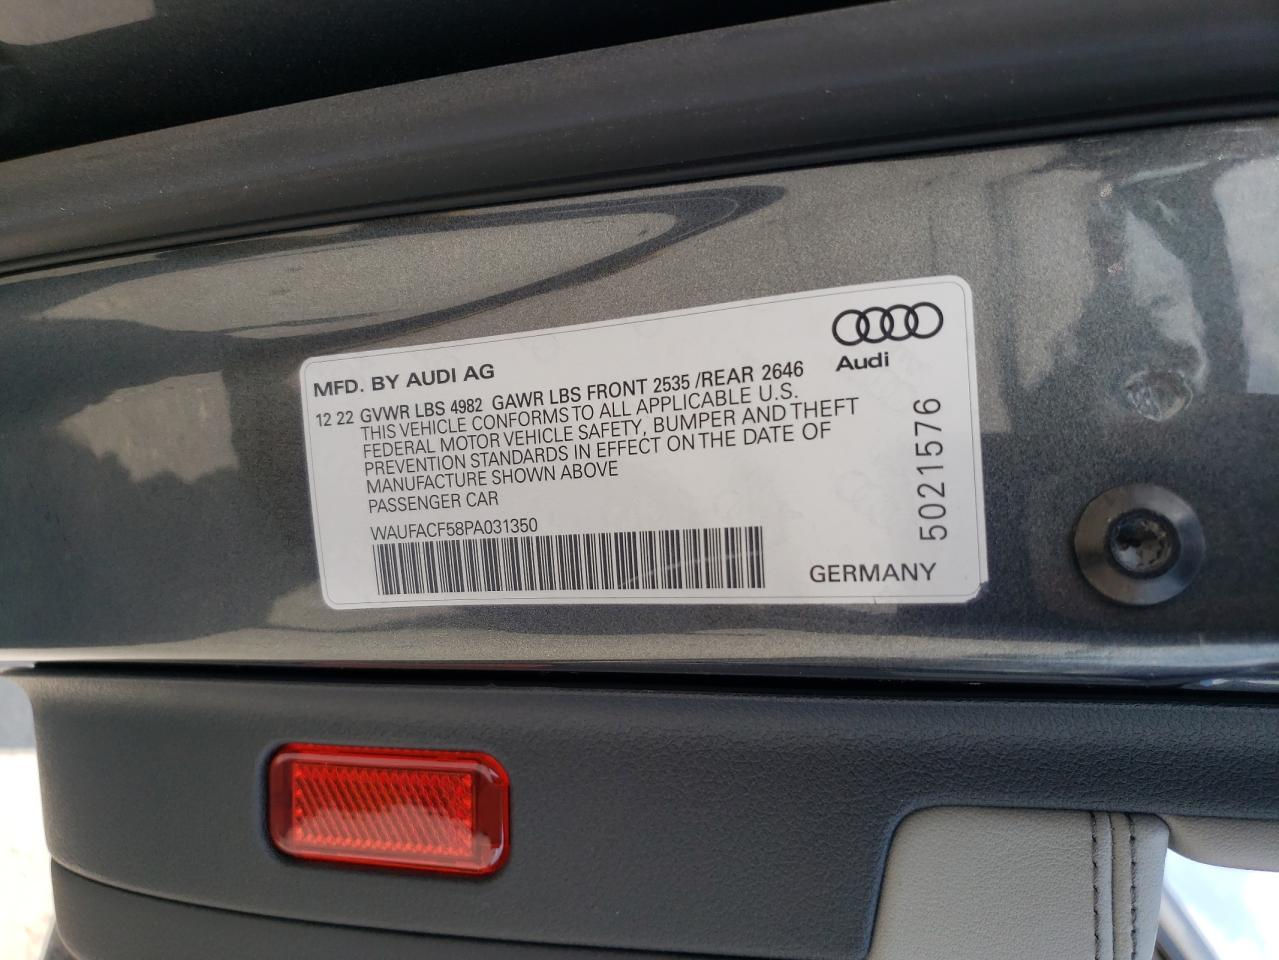 MFD. BY AUDI AG
Audi
12 22 GVWR LBS 4982 GAWR LBS FRONT 2535 /REAR 2646
THIS VEHICLE CONFORMS TO ALL APPLICABLE U.S.
FEDERAL MOTOR VEHICLE SAFETY, BUMPER AND THEFT
PREVENTION STANDARDS IN EFFECT ON THE DATE OF
MANUFACTURE SHOWN ABOVE
PASSENGER CAR
WAUFACF58PA031350
GERMANY
5021576